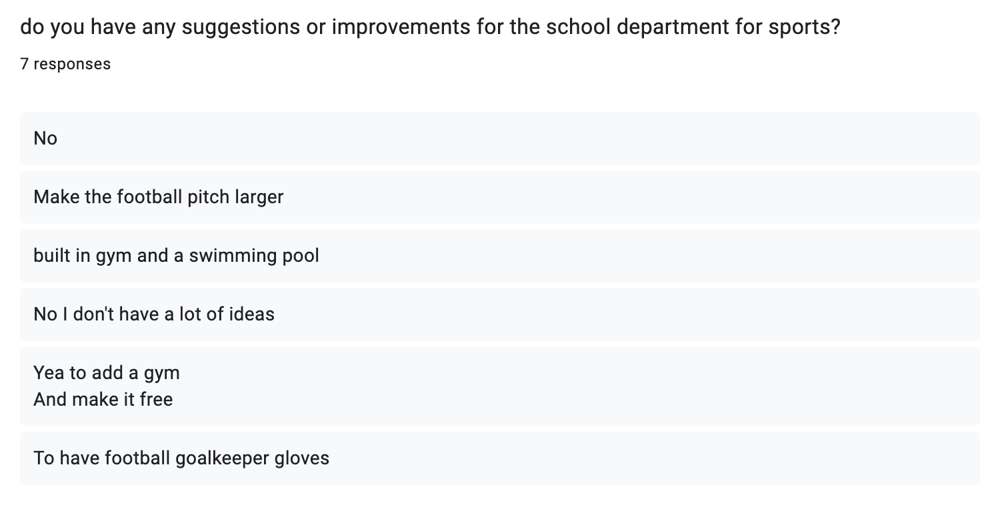 do you have any suggestions or improvements for the school department for sports?
7 responses
No
Make the football pitch larger
built in gym and a swimming pool
No I don't have a lot of ideas
Yea to add a gym
And make it free
To have football goalkeeper gloves